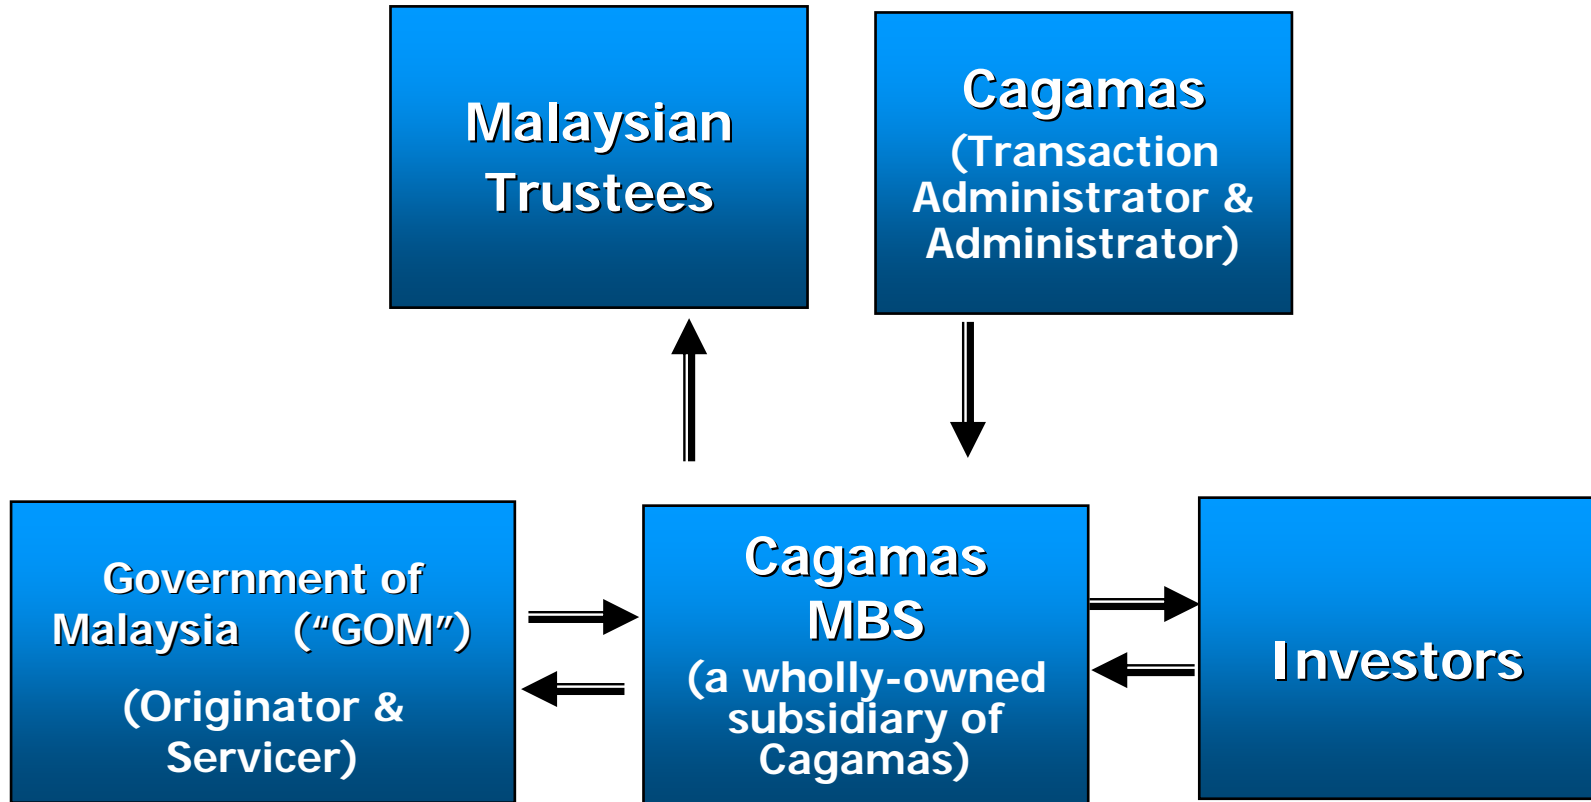 Malaysian
Trustees
Cagamas
(Transaction
Administrator &
Administrator)
Government of
Malaysia (“GOM”)
(Originator &
Servicer)
Cagamas
MBS
(a wholly-owned
subsidiary of
Cagamas)
Investors